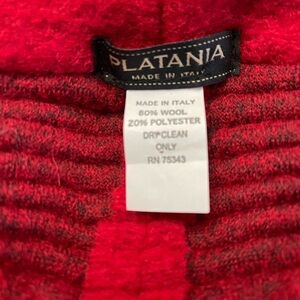 PLATANIA
MADE IN ITALY
MADE IN ITALY
80% WOOL
20% POLYESTER
DRY CLEAN
ONLY
RN 75343